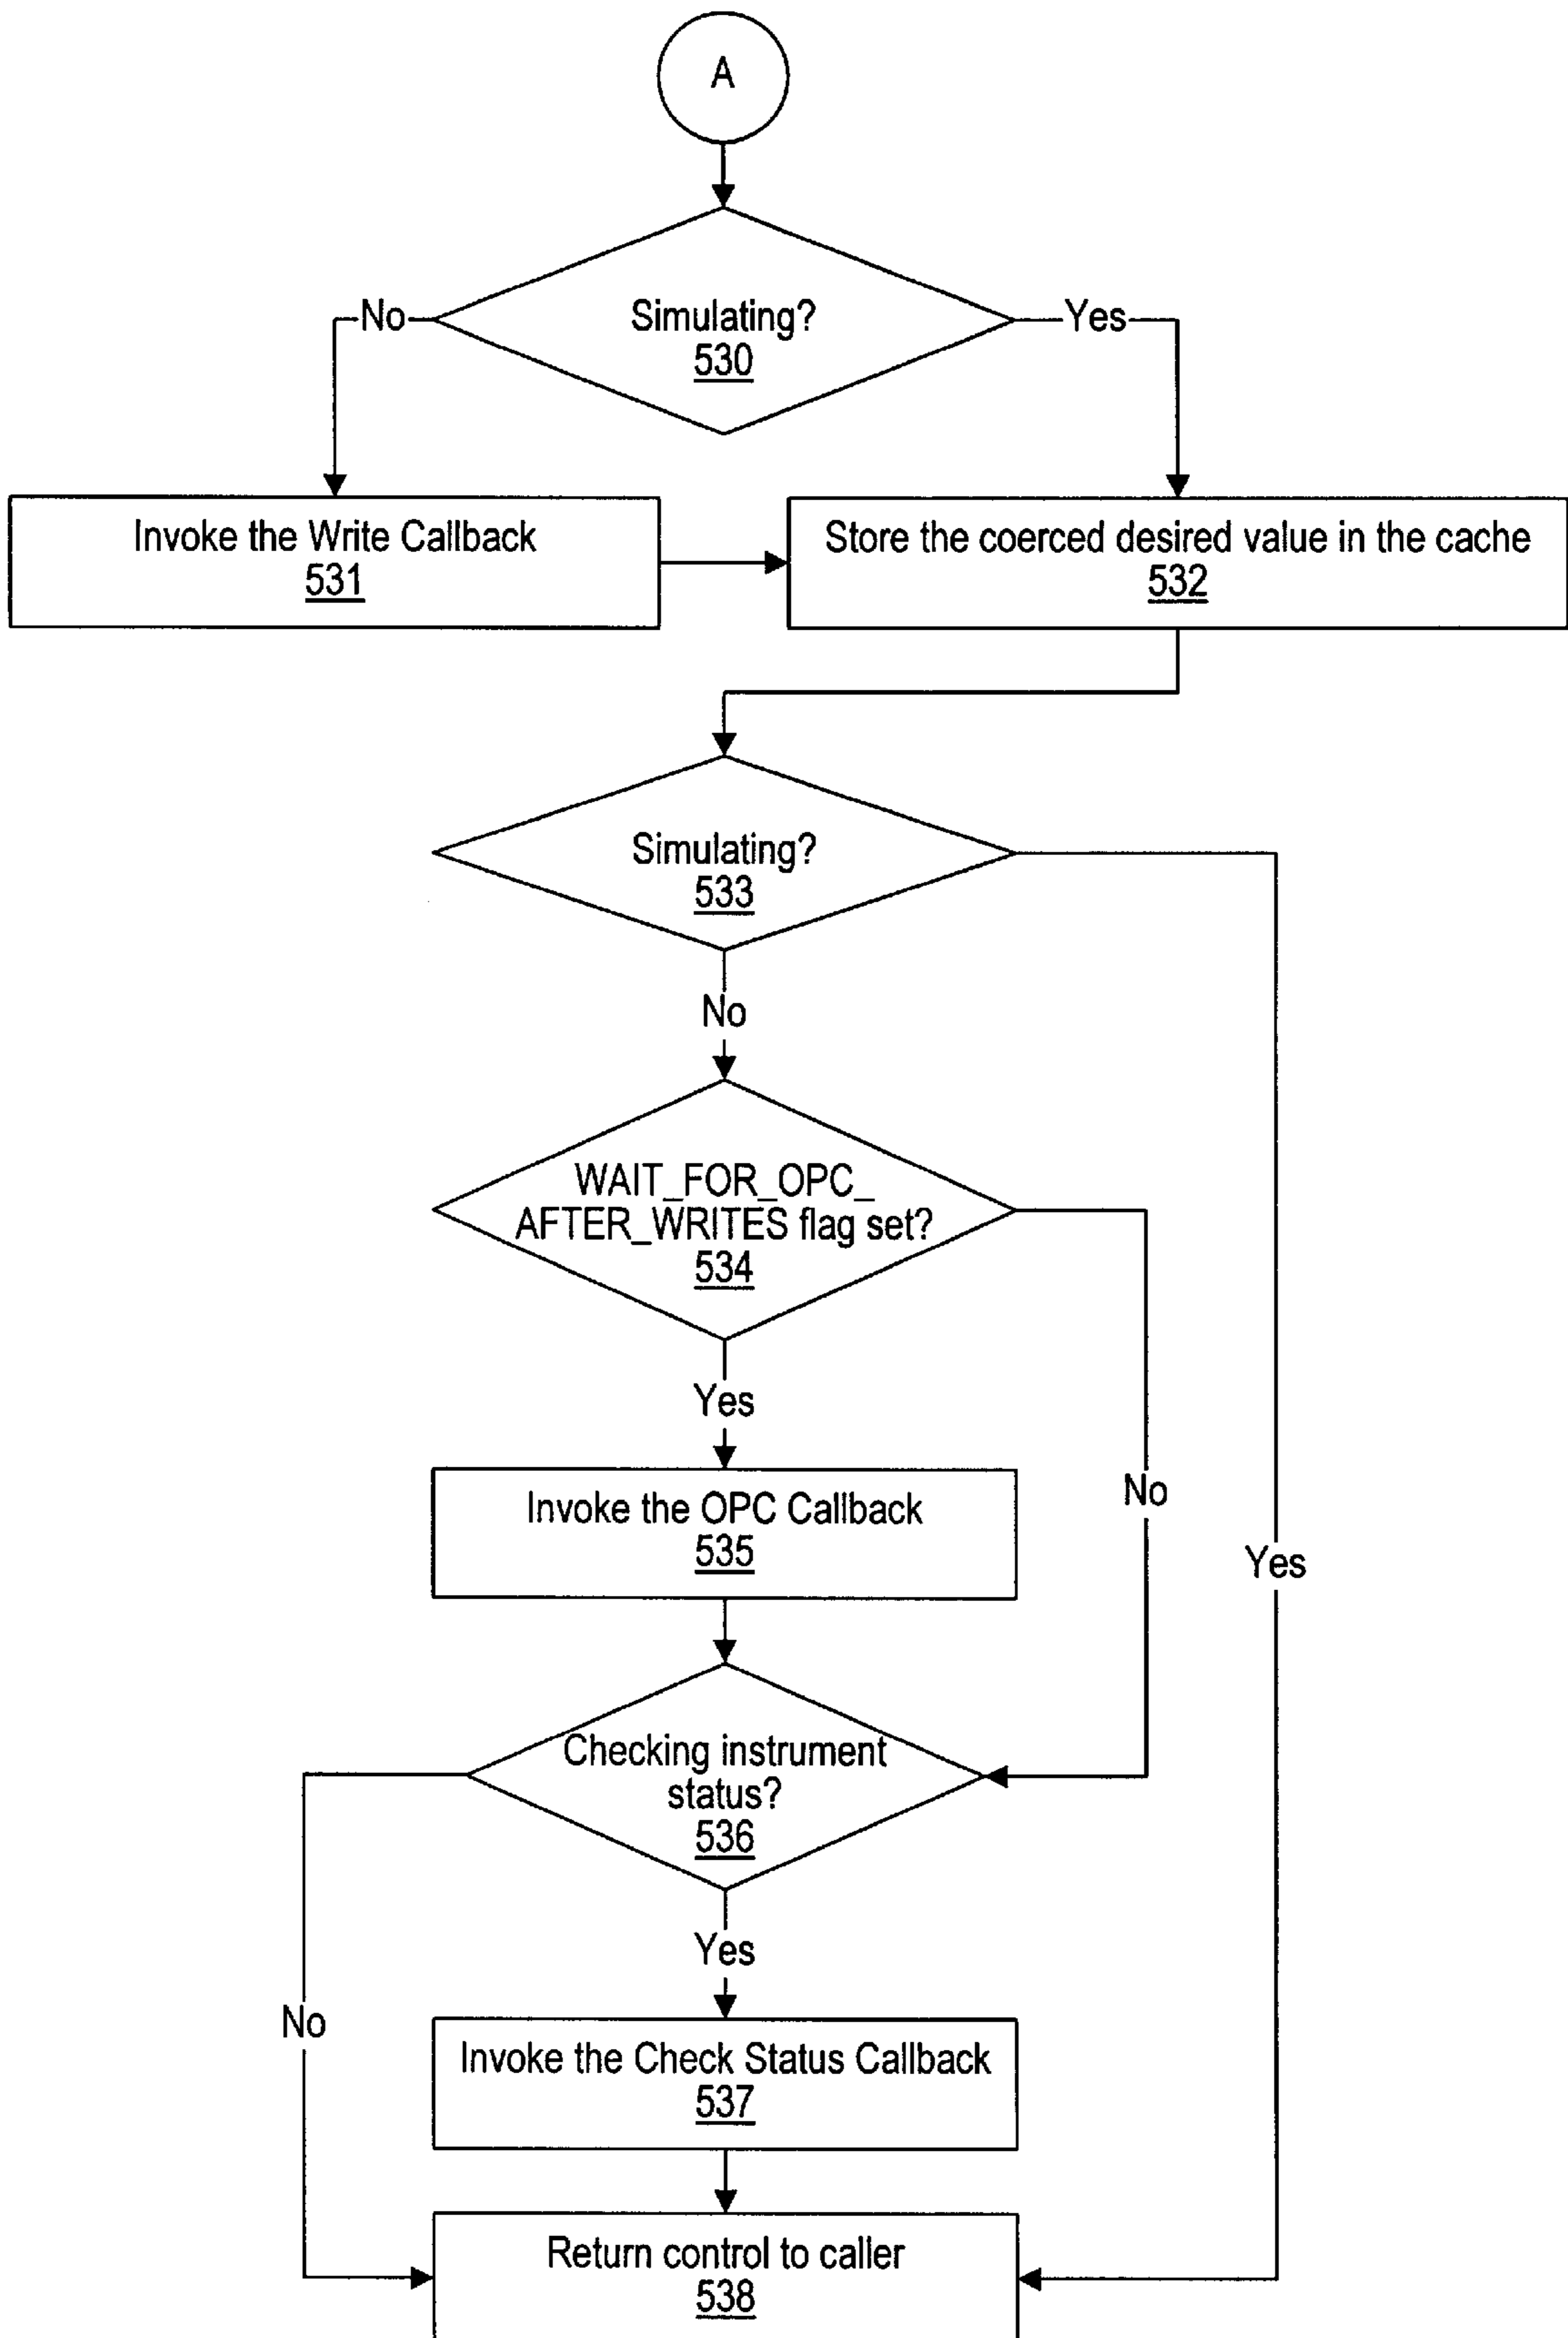 A
Simulating?
530
No
Yes
Invoke the Write Callback
531
Store the coerced desired value in the cache
532
Simulating?
533
No
WAIT_FOR_OPC_
AFTER_WRITES flag set?
534
Yes
Invoke the OPC Callback
535
No
Yes
Checking instrument
status?
536
Yes
No
Invoke the Check Status Callback
537
Return control to caller
538